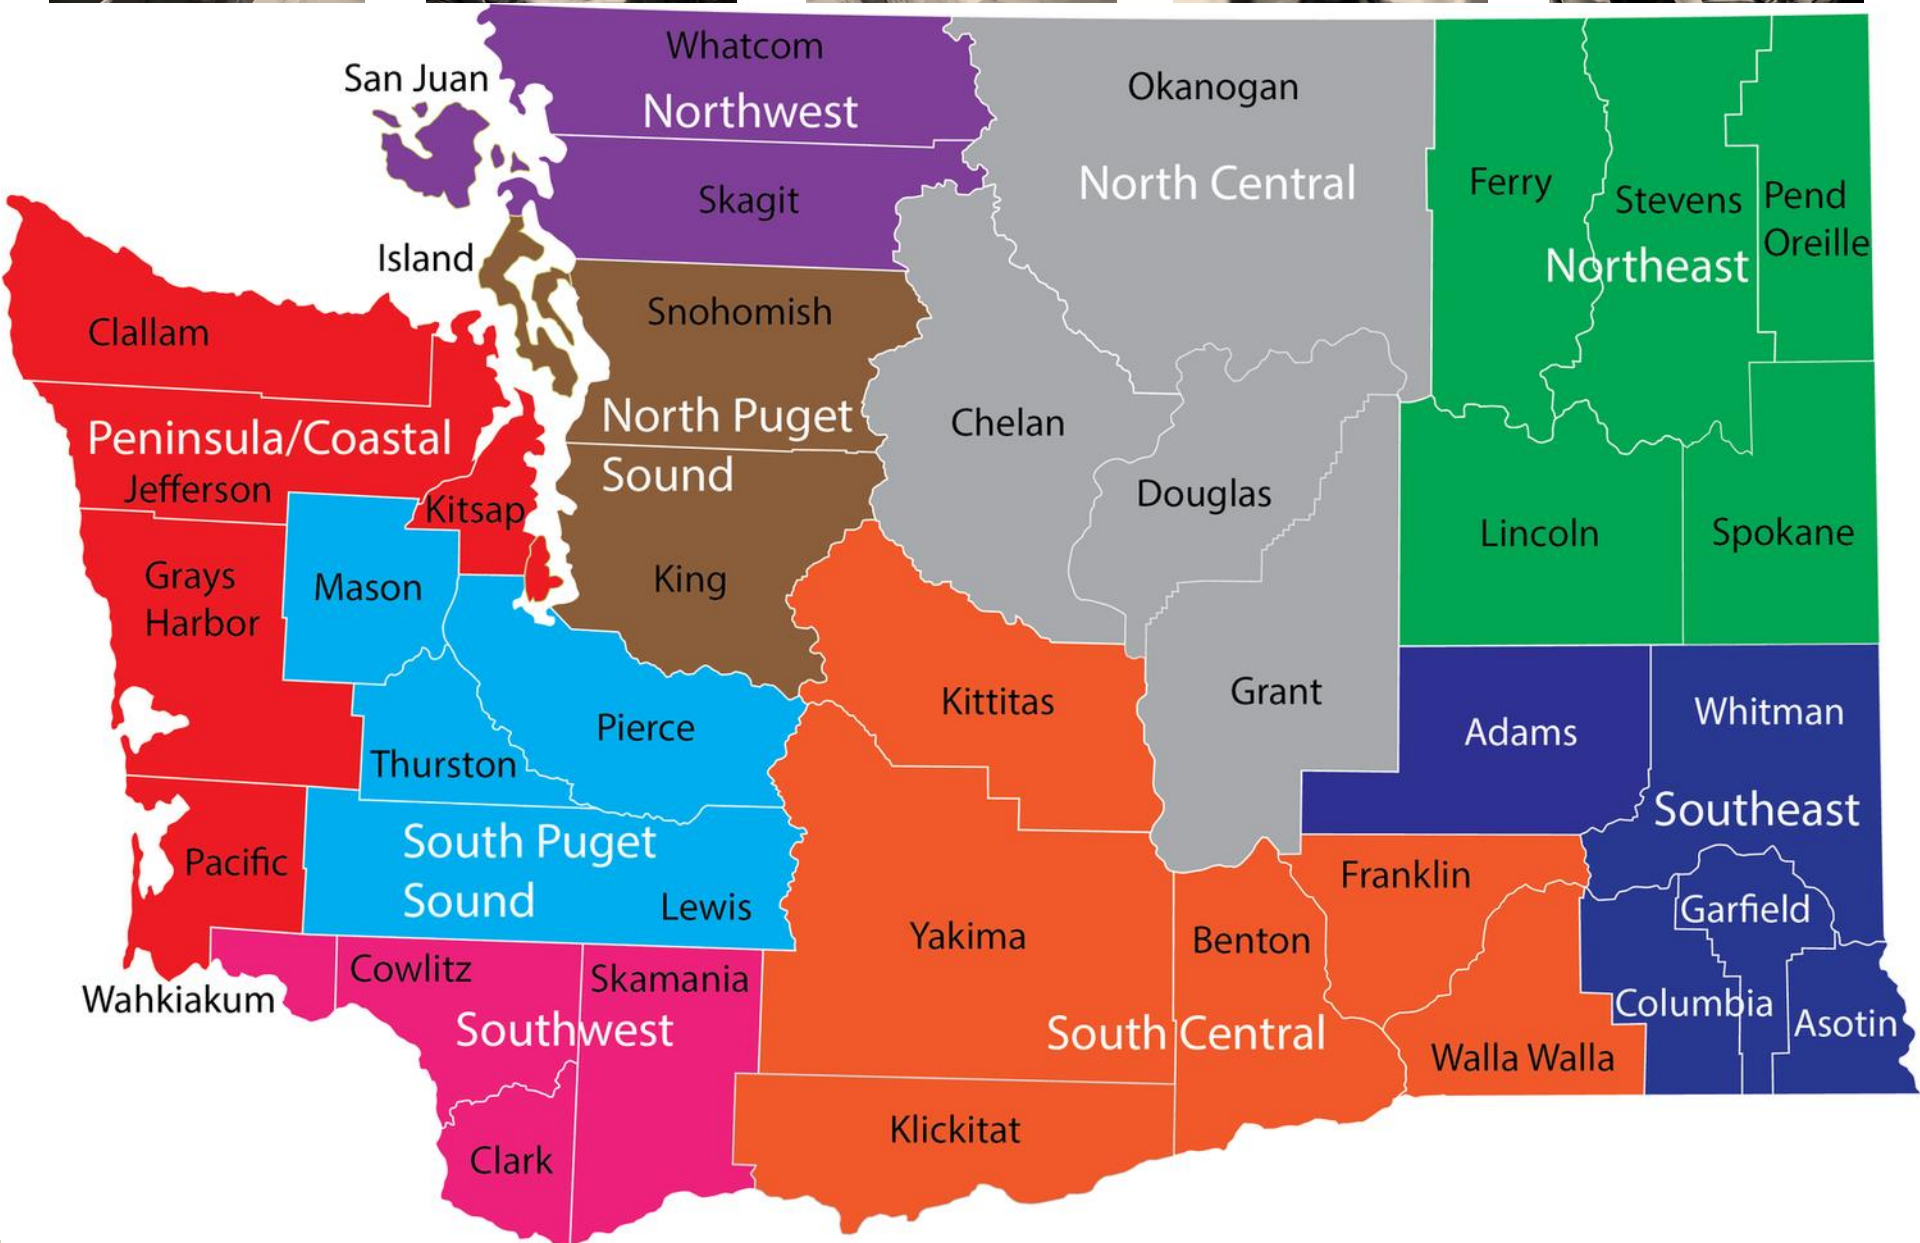 Whatcom
San Juan
Okanogan
Northwest
North Central
Skagit
Ferry
Stevens
Pend
Oreille
Island
Northeast
Snohomish
Clallam
North Puget
Sound
Chelan
Peninsula/Coastal
Jefferson
Kitsap
Douglas
Lincoln
Spokane
Grays
Harbor
Mason
King
Kittitas
Grant
Whitman
Adams
Pierce
Thurston
Southeast
South Puget
Sound
Pacific
Lewis
Franklin
Garfield
Yakima
Benton
Cowlitz
Skamania
Wahkiakum
Columbia
Asotin
Southwest
South Central
Walla Walla
Klickitat
Clark